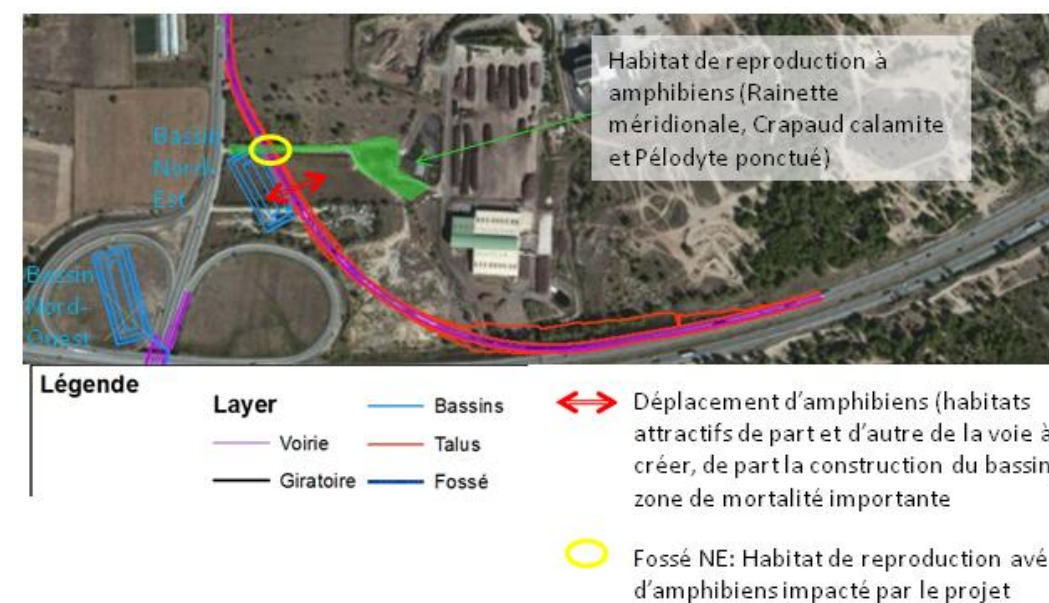 Habitat de reproduction à
amphibiens (Rainette
méridionale, Crapaud calamite
et Pélodyte ponctué)
Bassin
Nord-
Est
Bassin
Nord-
Ouest
Légende
Layer
Bassins
Voirie
Talus
Giratoire
Fossé
Déplacement d'amphibiens (habitats
attractifs de part et d'autre de la voie à
créer, de part la construction du bassin
zone de mortalité importante
Fossé NE: Habitat de reproduction avé
d'amphibiens impacté par le projet